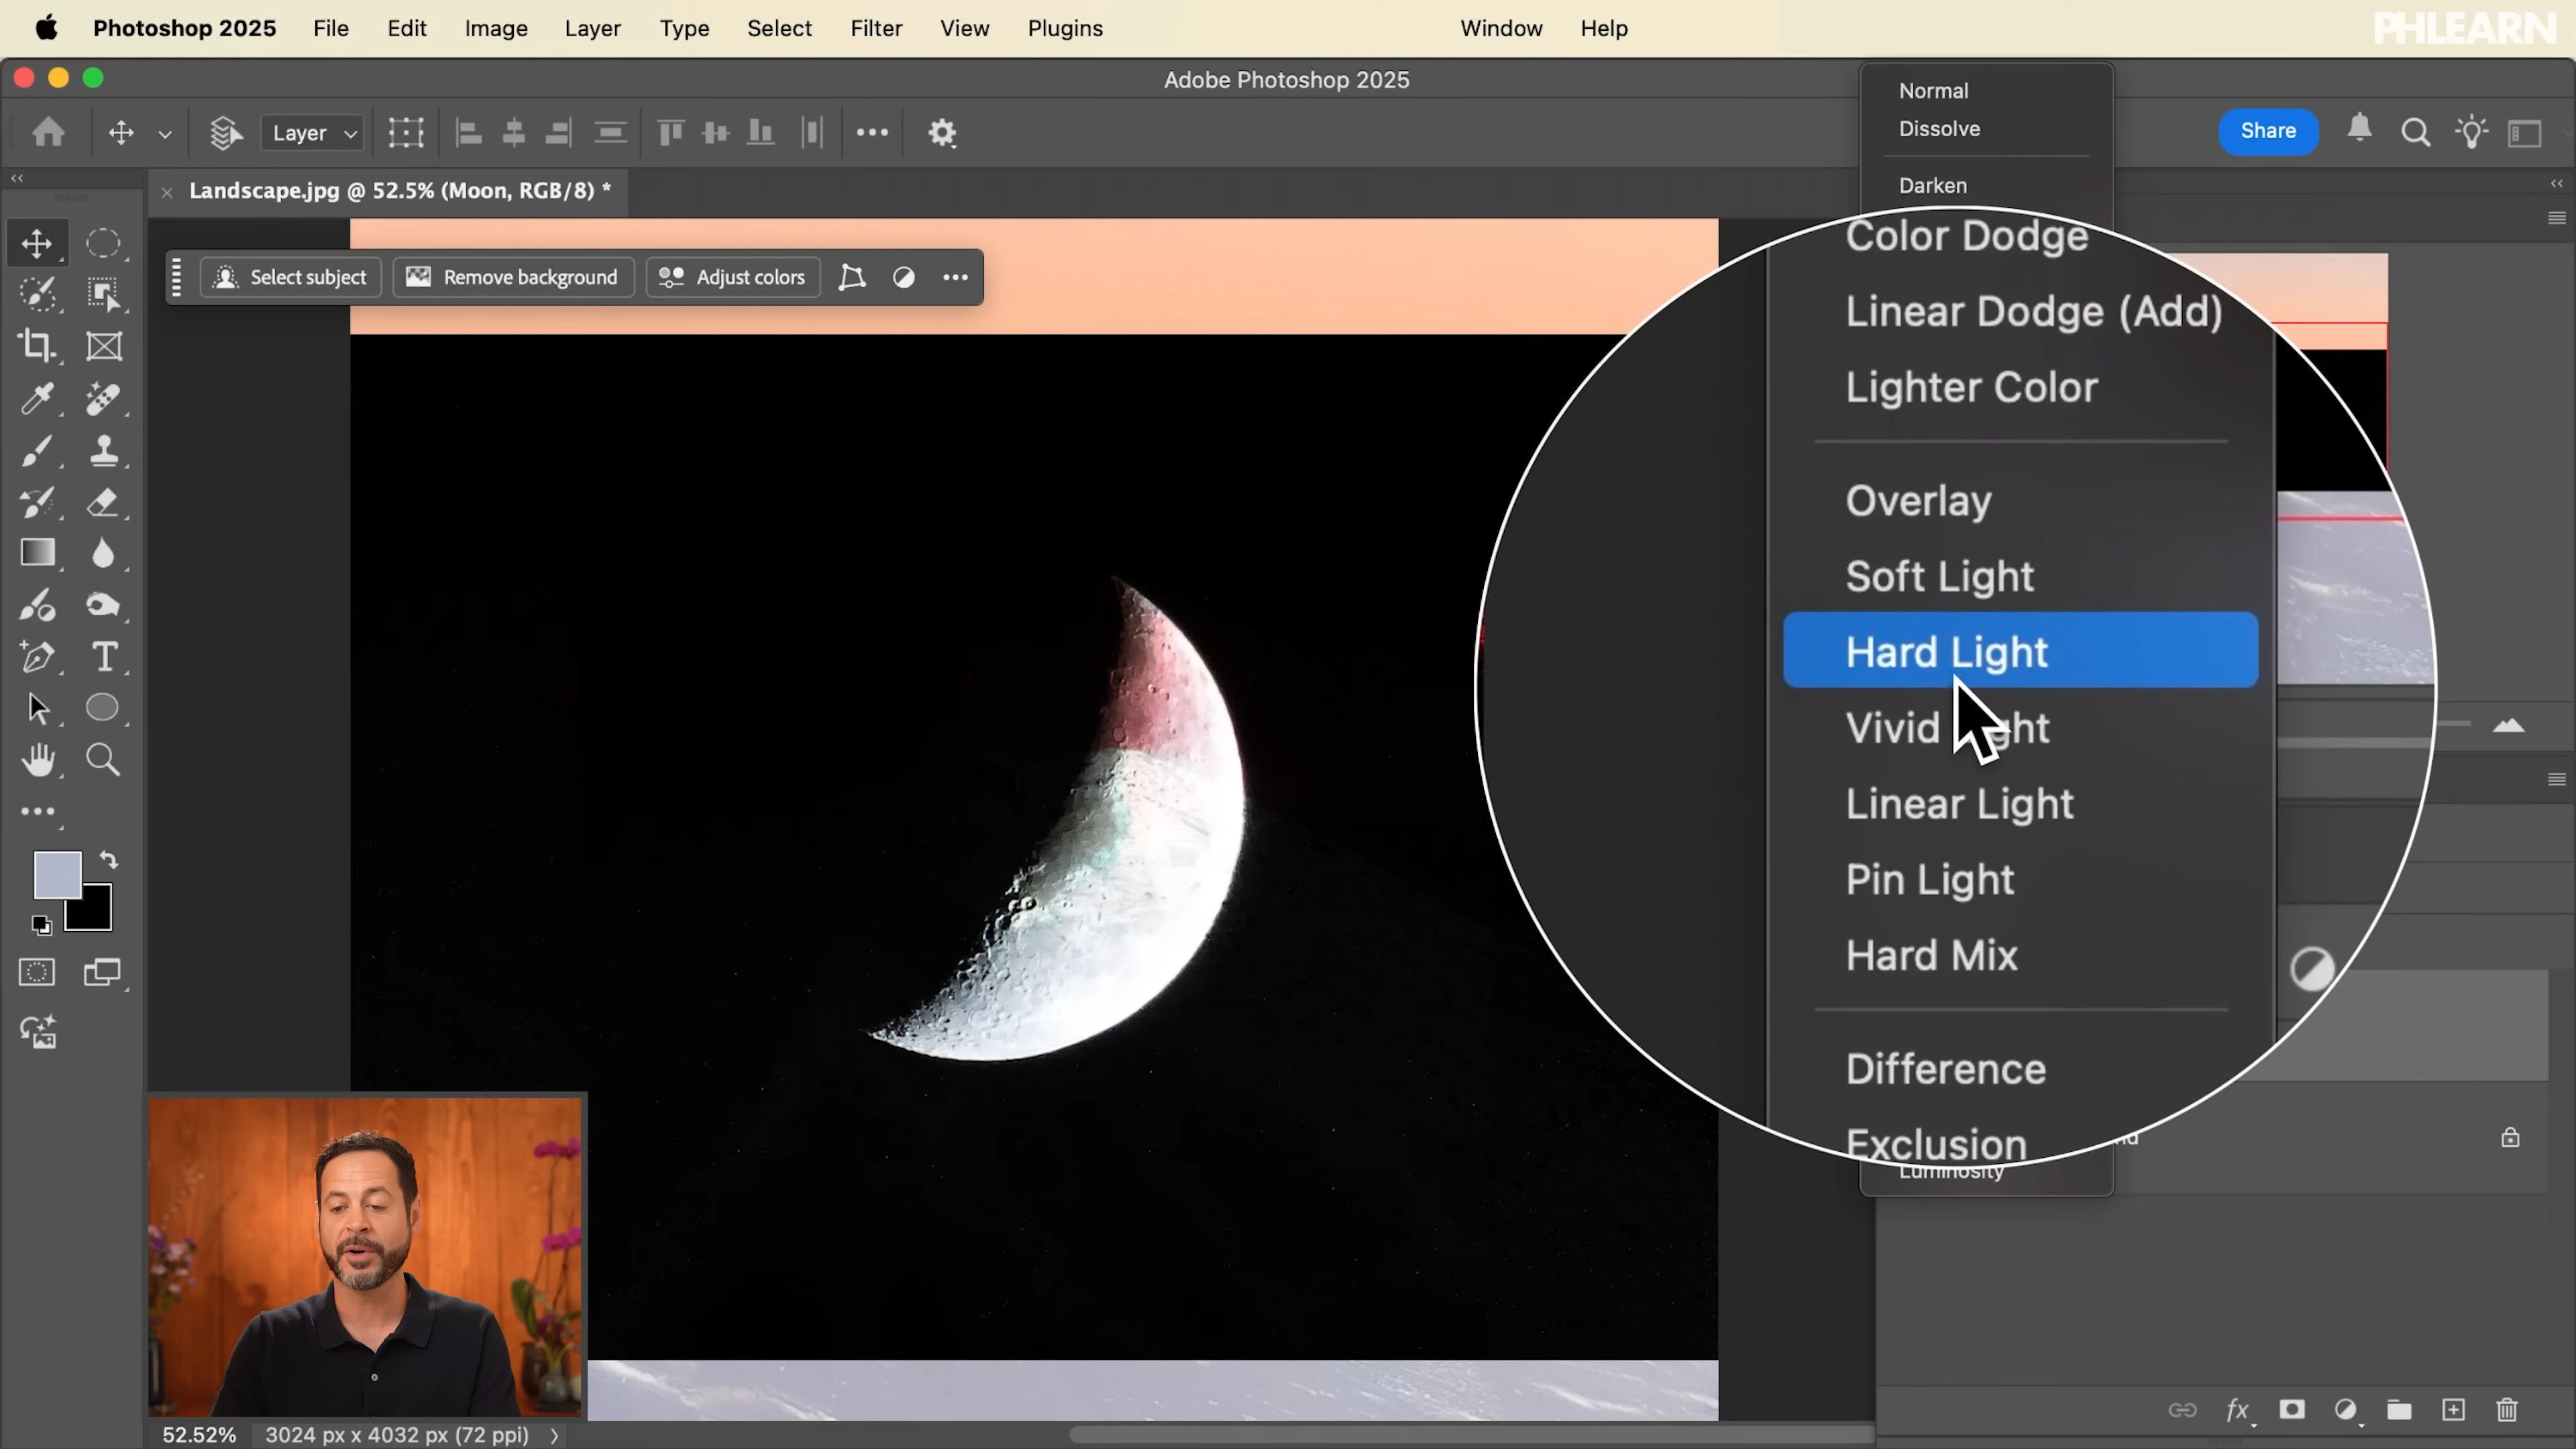 Photoshop 2025 File Edit Image Layer Type Select Filter View Plugins Window Help
PHLEARN
Adobe Photoshop 2025
Layer
Share
Landscape.jpg @ 52.5% (Moon, RGB/8) *
Select subject Remove background Adjust colors
Normal
Dissolve
Darken
Color Dodge
Linear Dodge (Add)
Lighter Color
Overlay
Soft Light
Hard Light
Vivid Light
Linear Light
Pin Light
Hard Mix
Difference
Exclusion
Luminosity
52.52% 3024 px x 4032 px (72 ppi)
fx